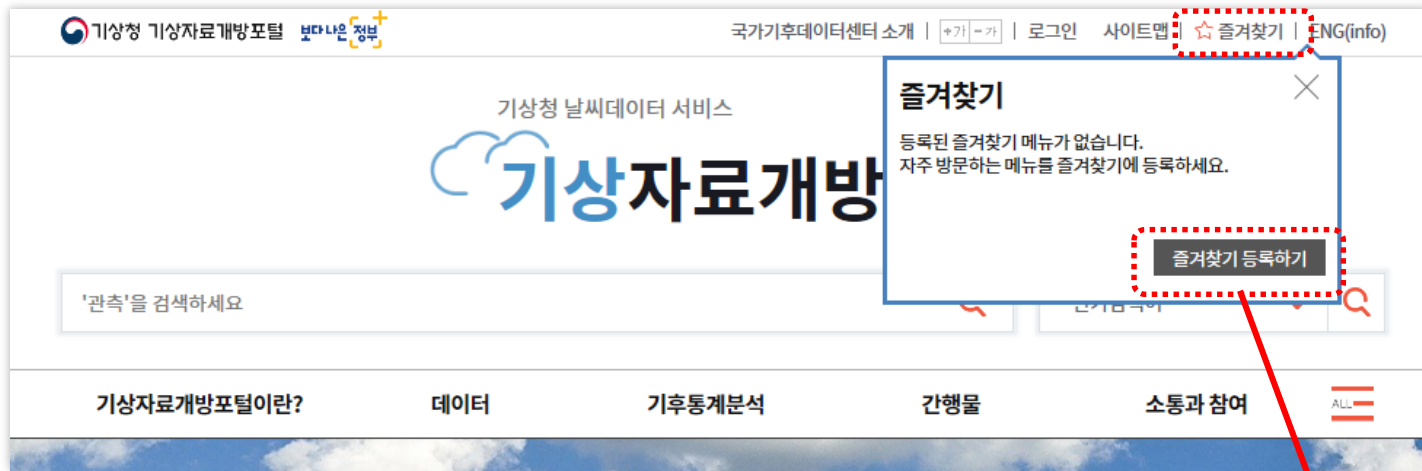 기상청 기상자료개방포털 보다나은 정부
국가기후데이터센터 소개 | +가 -가 | 로그인 사이트맵 | ☆ 즐겨찾기 | ENG(info)
즐겨찾기
등록된 즐겨찾기 메뉴가 없습니다.
자주 방문하는 메뉴를 즐겨찾기에 등록하세요.
즐겨찾기 등록하기
기상청 날씨데이터 서비스
기상자료개방
'관측'을 검색하세요
기상자료개방포털이란? 데이터 기후통계분석 간행물 소통과 참여 ALL